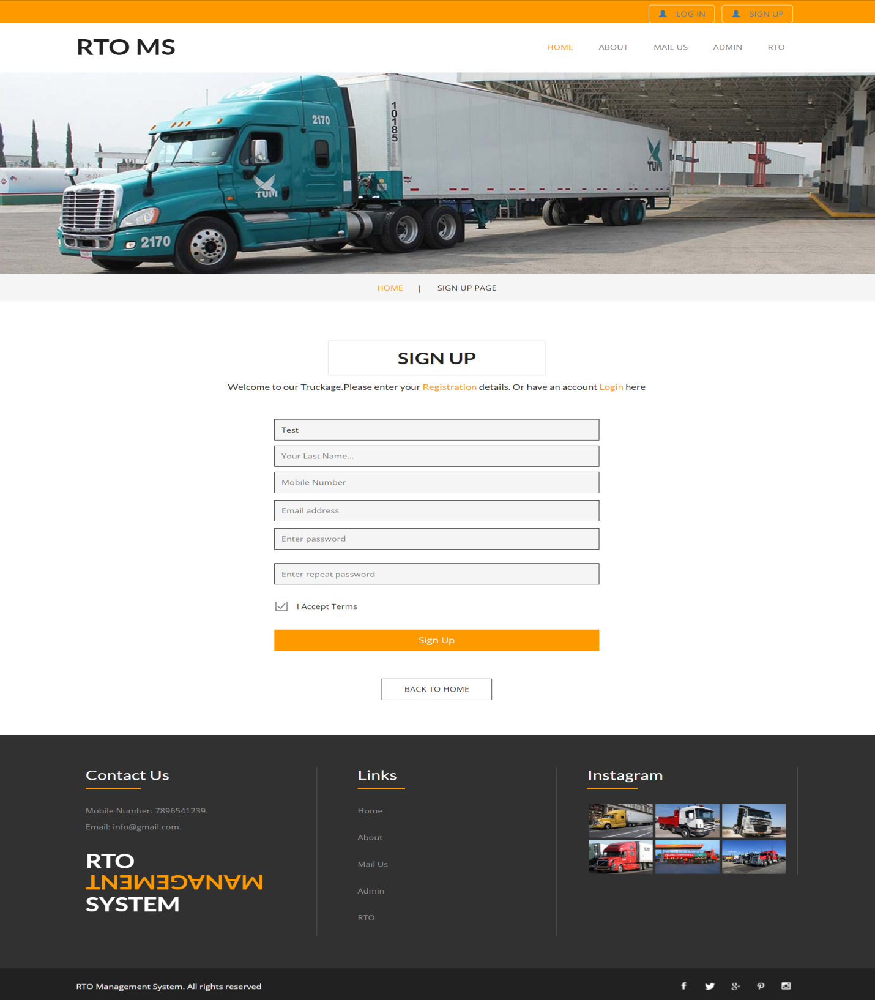 LOG IN
SIGN UP
RTO MS
HOME
ABOUT
MAIL US
ADMIN
RTO
2170
10185
TUM
TUM
2170
HOME | SIGN UP PAGE
SIGN UP
Welcome to our Truckage.Please enter your Registration details. Or have an account Login here
Test
Your Last Name...
Mobile Number
Email address
Enter password
Enter repeat password
I Accept Terms
Sign Up
BACK TO HOME
Contact Us
Mobile Number: 7896541239.
Email: info@gmail.com.
RTO
MANAGEMENT
SYSTEM
Links
Home
About
Mail Us
Admin
RTO
Instagram
RTO Management System. All rights reserved